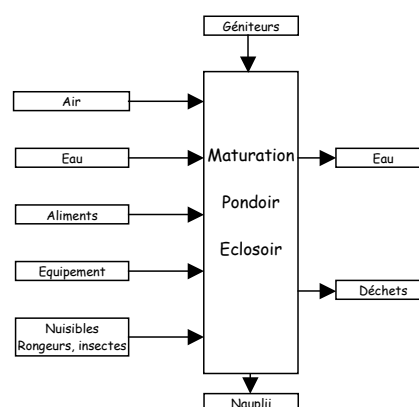 Géniteurs
Air
Eau
Aliments
Equipement
Nuisibles
Rongeurs, insectes
Maturation
Pondoir
Eclosoir
Eau
Déchets
Nauplii